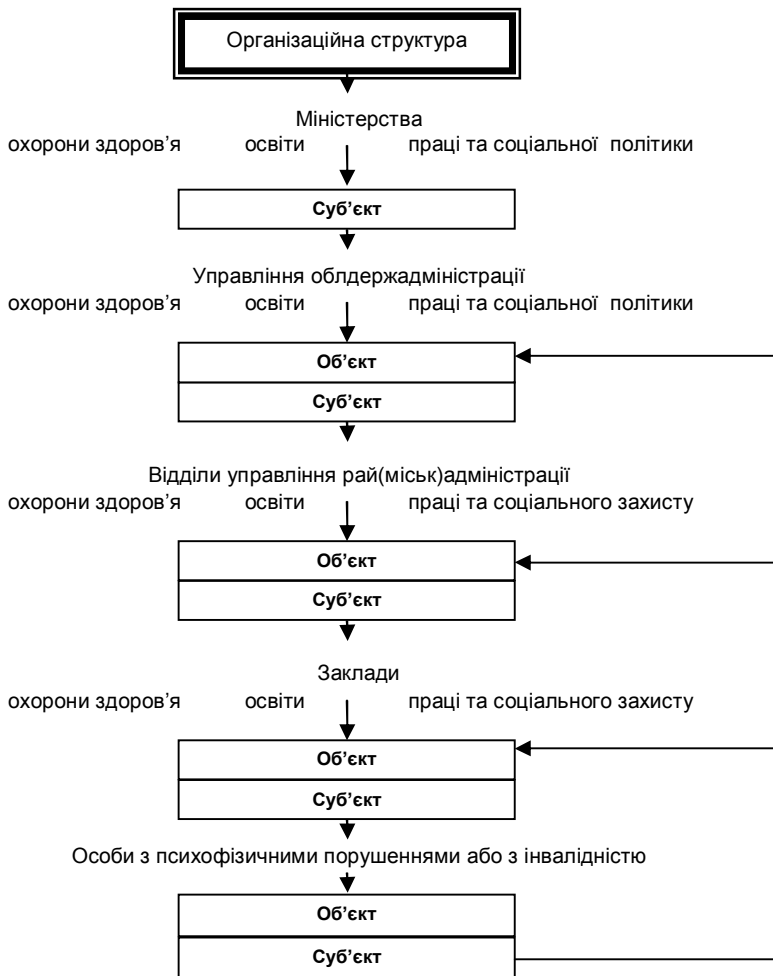 Організаційна структура
Міністерства
охорони здоров’я освіти праці та соціальної політики
Суб’єкт
Управління облдержадміністрації
охорони здоров’я освіти праці та соціальної політики
Об’єкт
Суб’єкт
Відділи управління рай(міськ)адміністрації
охорони здоров’я освіти праці та соціального захисту
Об’єкт
Суб’єкт
Заклади
охорони здоров’я освіти праці та соціального захисту
Об’єкт
Суб’єкт
Особи з психофізичними порушеннями або з інвалідністю
Об’єкт
Суб’єкт